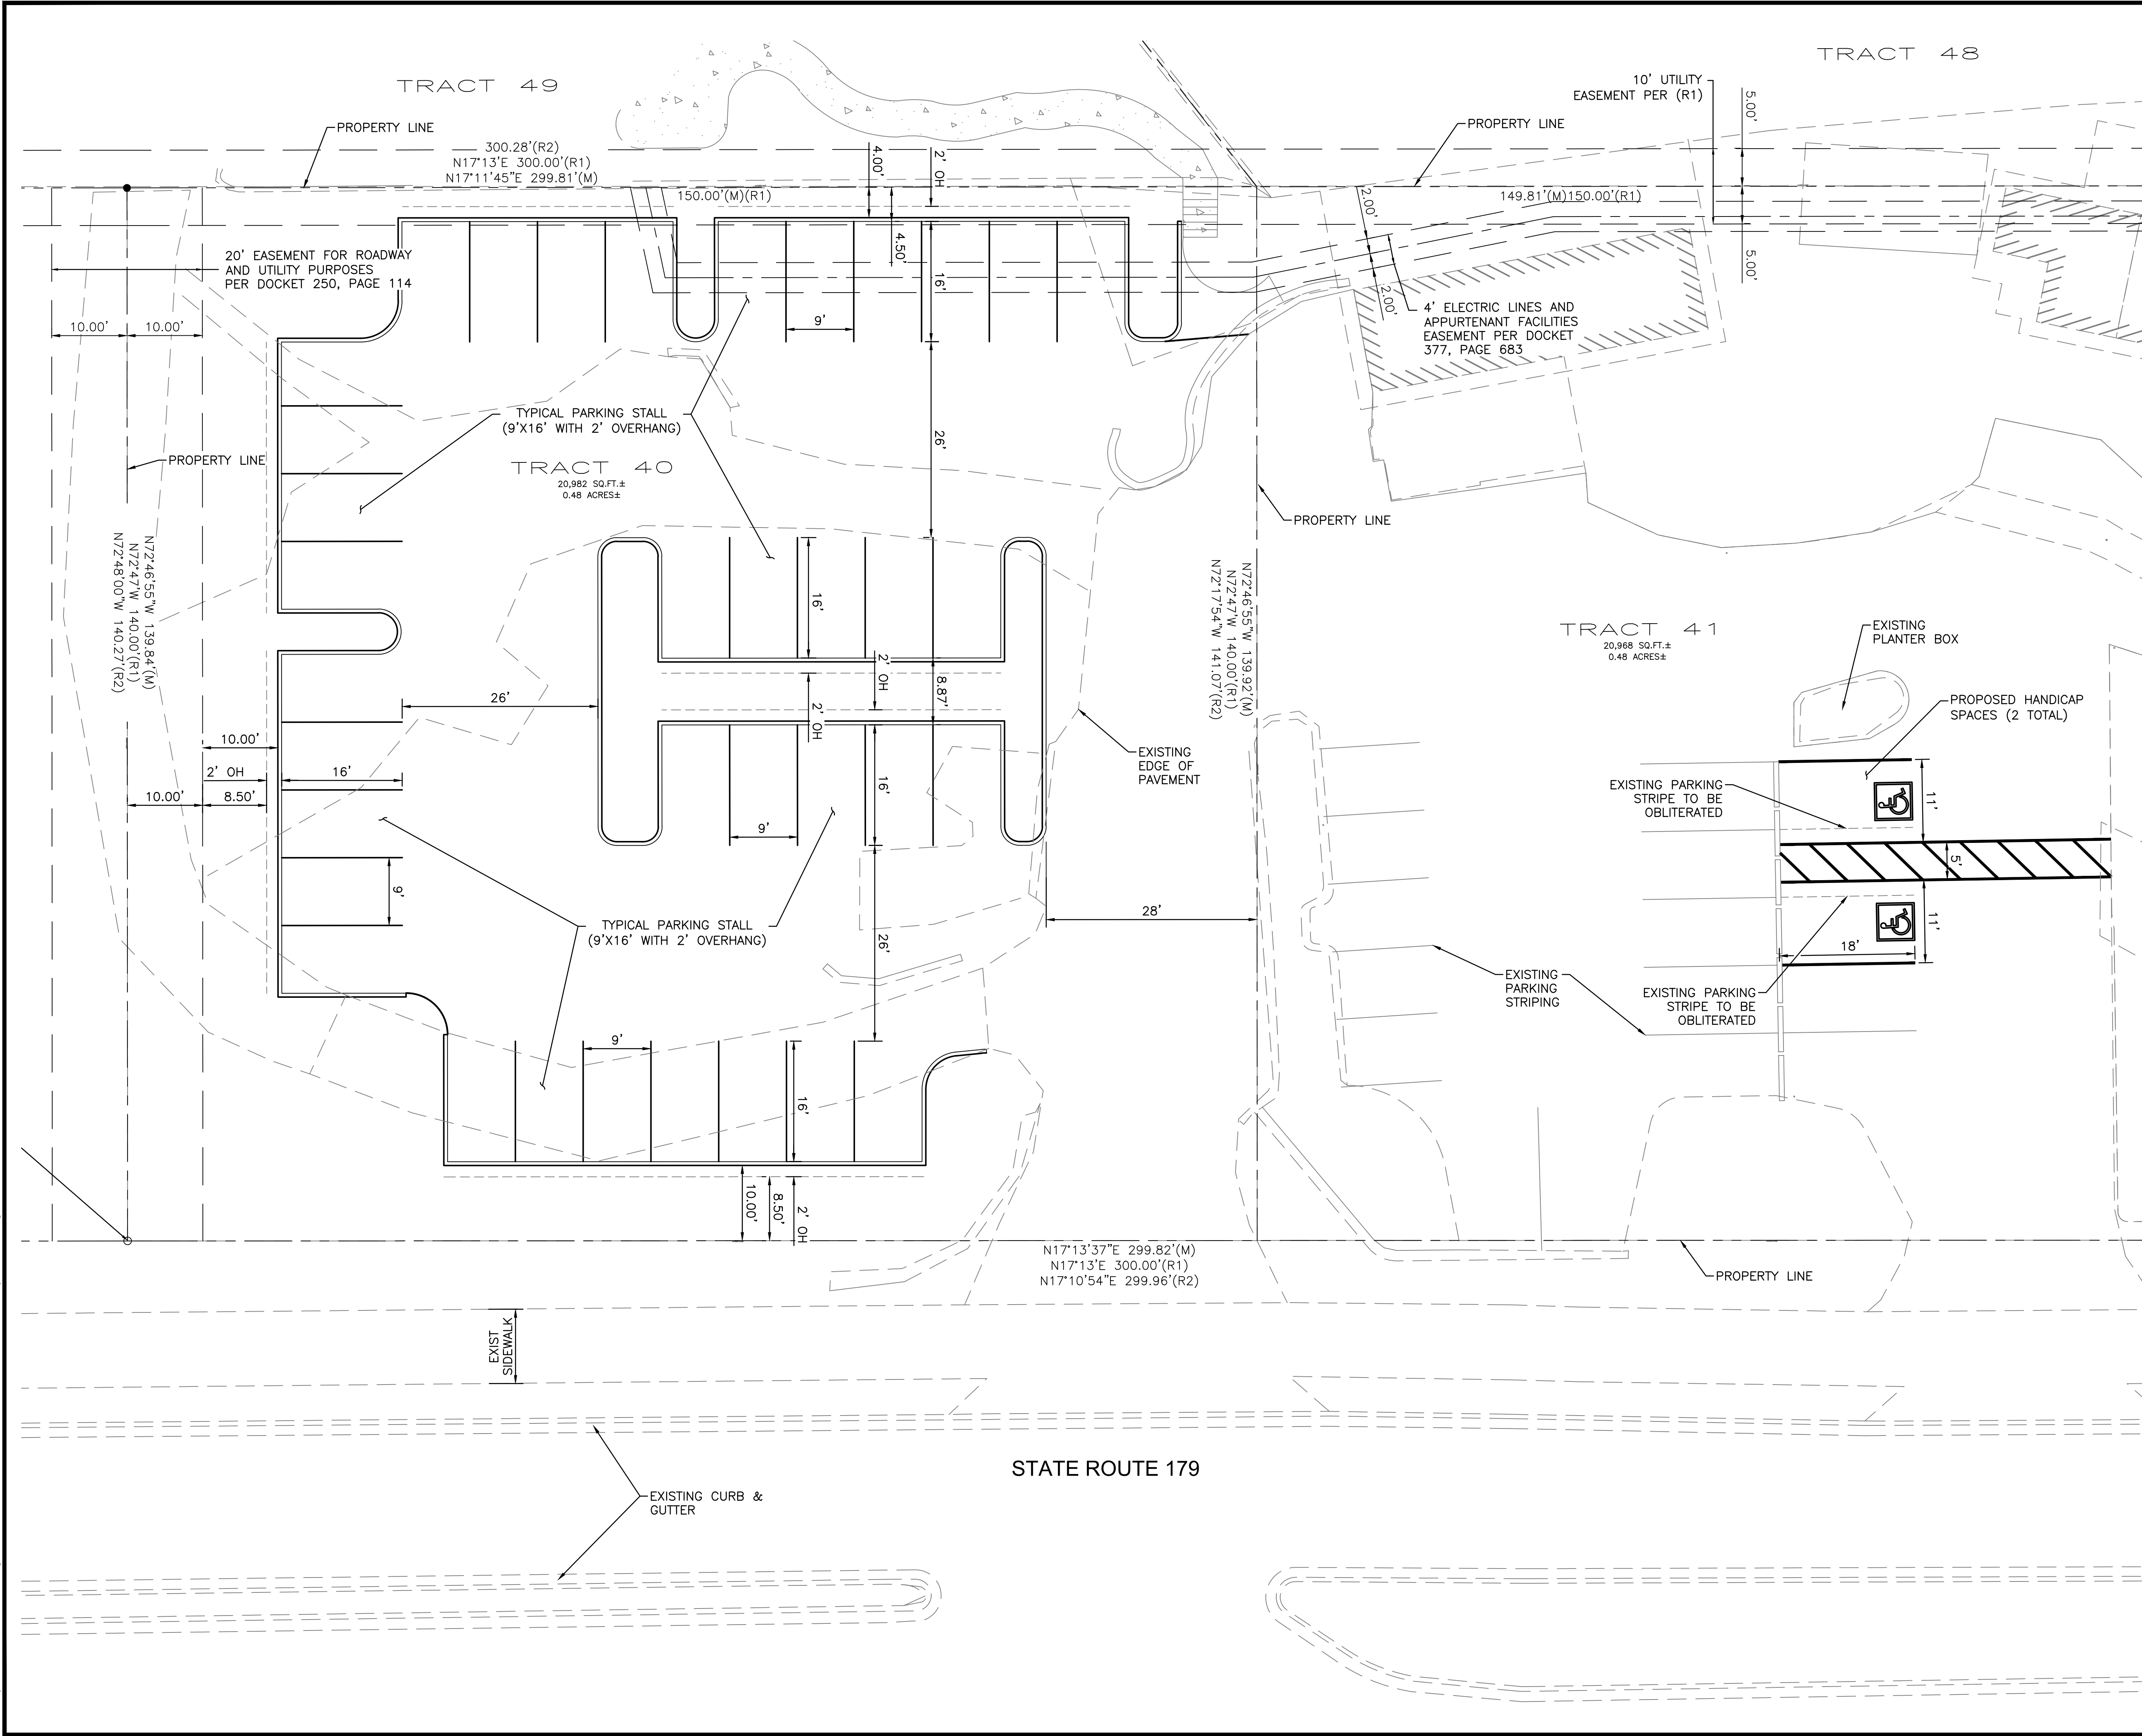 TRACT 49
TRACT 48
10' UTILITY
EASEMENT PER (R1)
5.00'
5.00'
PROPERTY LINE
PROPERTY LINE
300.28'(R2)
N17°13'E 300.00'(R1)
N17°11'45"E 299.81'(M)
150.00'(M)(R1)
4.00'
2' OH
4.50'
16'
149.81'(M)150.00'(R1)
2.00'
2.00'
20' EASEMENT FOR ROADWAY
AND UTILITY PURPOSES
PER DOCKET 250, PAGE 114
10.00'
10.00'
9'
4' ELECTRIC LINES AND
APPURTENANT FACILITIES
EASEMENT PER DOCKET
377, PAGE 683
TYPICAL PARKING STALL
(9'X16' WITH 2' OVERHANG)
26'
PROPERTY LINE
TRACT 40
20,982 SQ.FT.±
0.48 ACRES±
PROPERTY LINE
N72°46'55"W 139.84'(M)
N72°47'W 140.00'(R1)
N72°48'00"W 140.27'(R2)
16'
2' OH
8.87'
2' OH
26'
N72°46'55"W 139.92'(M)
N72°47'W 140.00'(R1)
N72°17'54"W 141.07'(R2)
TRACT 41
20,968 SQ.FT.±
0.48 ACRES±
EXISTING
PLANTER BOX
PROPOSED HANDICAP
SPACES (2 TOTAL)
10.00'
2' OH
16'
10.00'
8.50'
EXISTING
EDGE OF
PAVEMENT
16'
9'
EXISTING PARKING
STRIPE TO BE
OBLITERATED
11'
5'
11'
18'
9'
28'
TYPICAL PARKING STALL
(9'X16' WITH 2' OVERHANG)
26'
EXISTING
PARKING
STRIPING
EXISTING PARKING
STRIPE TO BE
OBLITERATED
9'
16'
10.00'
8.50'
2' OH
N17°13'37"E 299.82'(M)
N17°13'E 300.00'(R1)
N17°10'54"E 299.96'(R2)
PROPERTY LINE
EXIST
SIDEWALK
STATE ROUTE 179
EXISTING CURB &
GUTTER